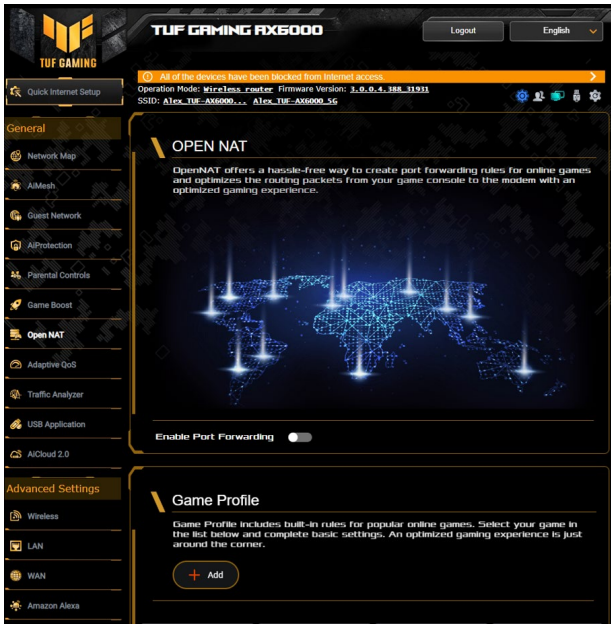 TUF GAMING
TUF GAMING AX6000
Logout
English
Quick Internet Setup
All of the devices have been blocked from Internet access.
Operation Mode: Wireless router Firmware Version: 3.0.0.4.388_31931
SSID: Alex_TUF-AX6000... Alex_TUF-AX6000_5G
General
Network Map
AiMesh
Guest Network
AiProtection
Parental Controls
Game Boost
Open NAT
Adaptive QoS
Traffic Analyzer
USB Application
AiCloud 2.0
Advanced Settings
Wireless
LAN
WAN
Amazon Alexa
OPEN NAT
OpenNAT offers a hassle-free way to create port forwarding rules for online games
and optimizes the routing packets from your game console to the modem with an
optimized gaming experience.
Enable Port Forwarding
Game Profile
Game Profile includes built-in rules for popular online games. Select your game in
the list below and complete basic settings. An optimized gaming experience is just
around the corner.
Add